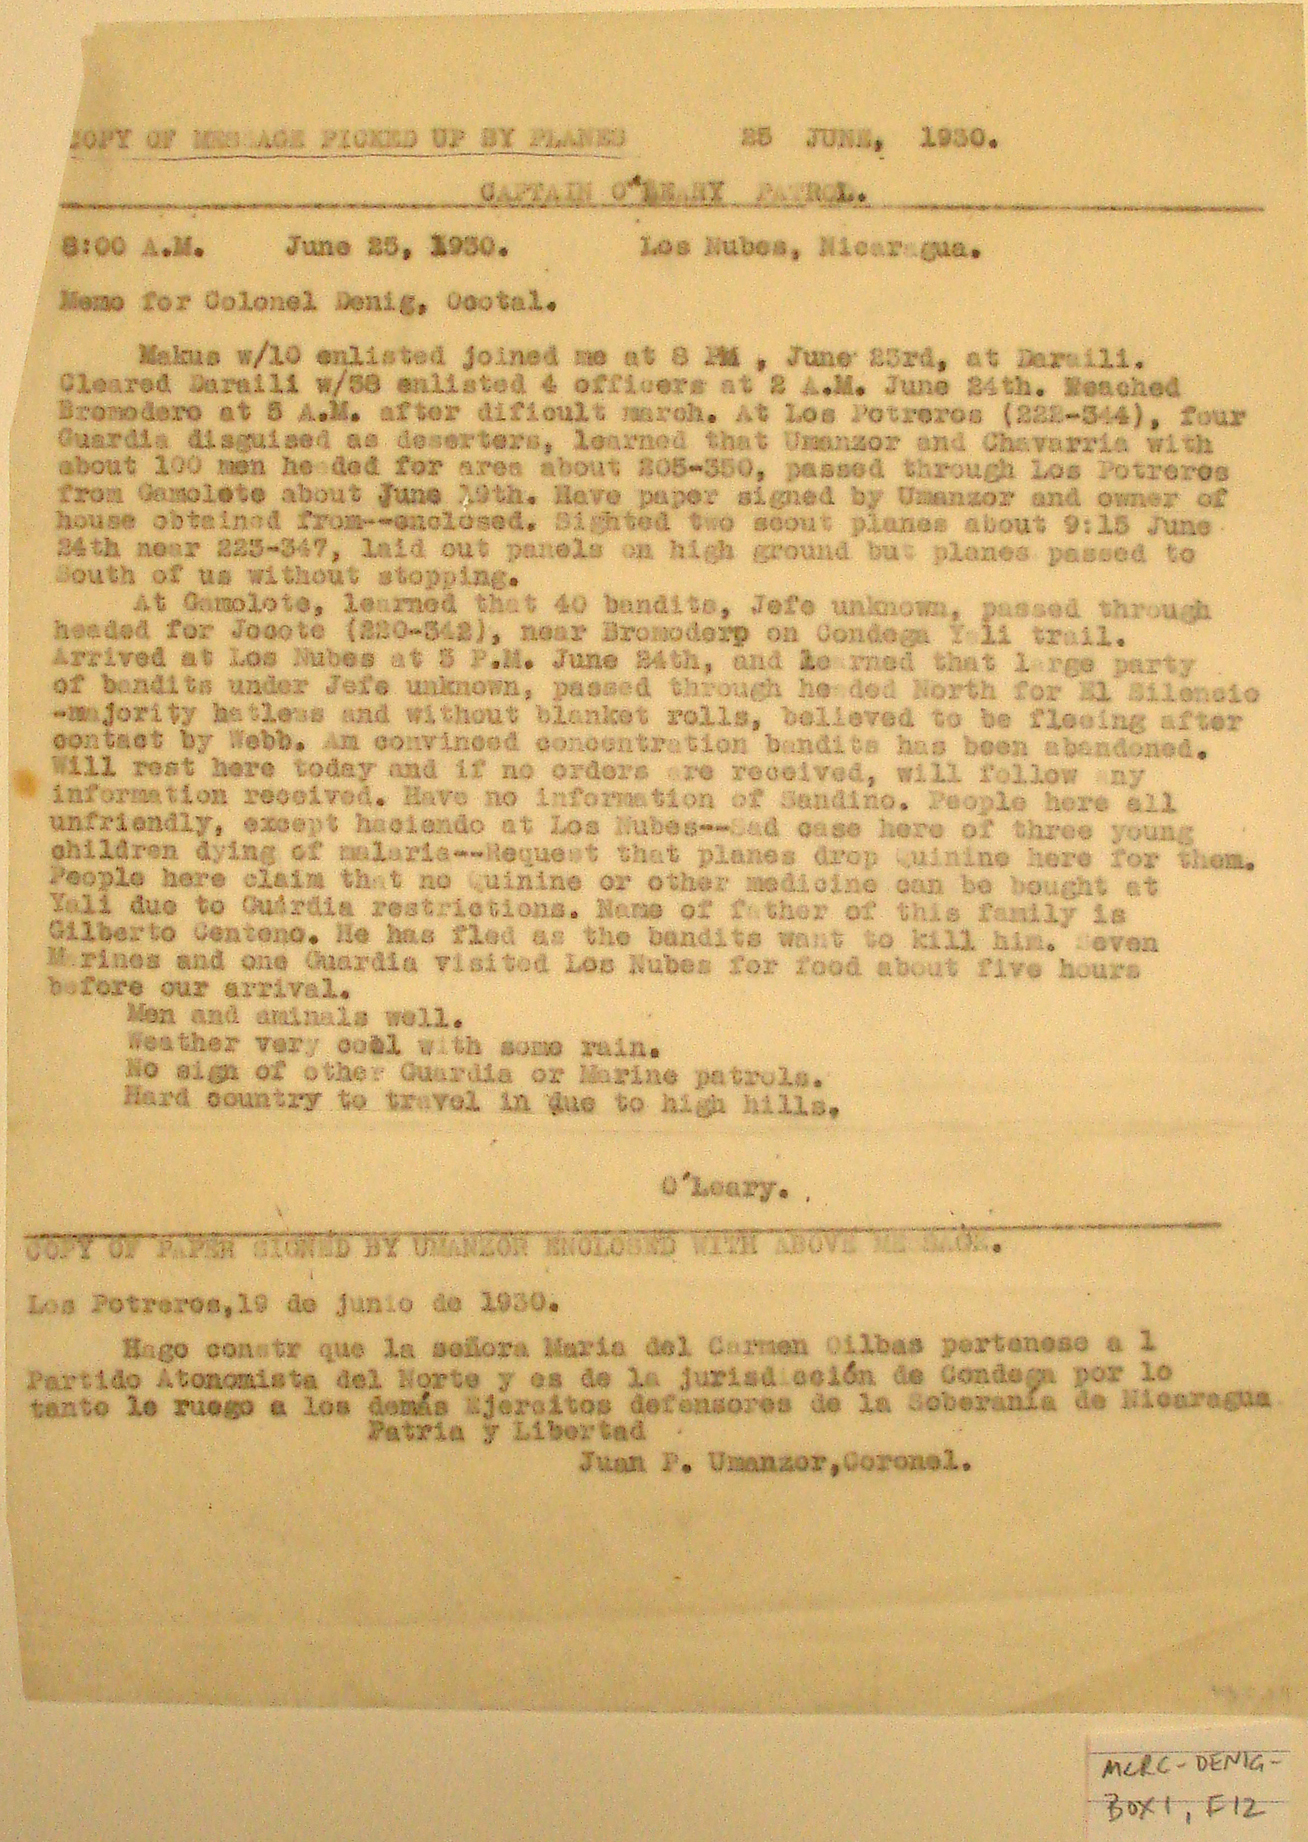 COPY OF MESSAGE PICKED UP BY PLANES 25 JUNE, 1930.
CAPTAIN O'LEARY PATROL.
8:00 A.M. June 25, 1930. Los Nubes, Nicaragua.
Memo for Colonel Denig, Ocotal.
Makus w/10 enlisted joined me at 8 PM , June 23rd, at Daraili.
Cleared Daraili w/38 enlisted 4 officers at 2 A.M. June 24th. Reached
Bromodero at 5 A.M. after dificult march. At Los Potreros (222-344), four
Guardia disguised as deserters, learned that Umanzor and Chavarria with
about 100 men headed for area about 205-350, passed through Los Potreros
from Gamolote about June 19th. Have paper signed by Umanzor and owner of
house obtained from--enclosed. Sighted two scout planes about 9:15 June
24th near 223-347, laid out panels on high ground but planes passed to
South of us without stopping.
At Gamolote, learned that 40 bandits, Jefe unknown, passed through
headed for Jocote (220-342), near Bromoderp on Condega Yali trail.
Arrived at Los Nubes at 3 P.M. June 24th, and learned that large party
of bandits under Jefe unknown, passed through headed North for El Silencio
-majority hatless and without blanket rolls, believed to be fleeing after
contact by Webb. Am convinced concentration bandits has been abandoned.
Will rest here today and if no orders are received, will follow any
information received. Have no information of Sandino. People here all
unfriendly, except haciendo at Los Nubes--Sad case here of three young
children dying of malaria--Request that planes drop Quinine here for them.
People here claim that no Quinine or other medicine can be bought at
Yali due to Guirdia restrictions. Name of father of this family is
Gilberto Centeno. He has fled as the bandits want to kill him. Seven
Marines and one Guardia visited Los Nubes for food about five hours
before our arrival.
Men and aminals well.
Weather very cool with some rain.
No sign of other Guardia or Marine patrols.
Hard country to travel in due to high hills.
O'Leary.
COPY OF PAPER SIGNED BY UMANZOR ENCLOSED WITH ABOVE MESSAGE.
Los Potreros,19 de junio de 1930.
Hago constr que la señora Maria del Carmen Oilbas pertenese a l
Partido Atonomista del Norte y es de la jurisdicción de Condega por lo
tanto le ruego a los demás Ejercitos defensores de la Soberanía de Nicaragua
Patria y Libertad
Juan P. Umanzor,Coronel.
MCRC-DENIG-
BOX 1, F12